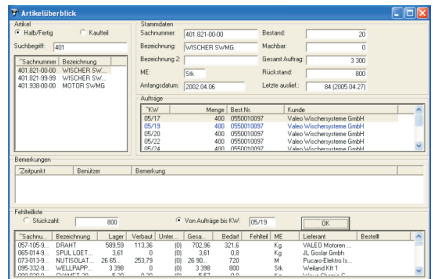 Artikelüberblick
Artikel
Halb/Fertig Kaufteil
Suchbegriff: 401
Sachnummer Bezeichnung
401.821-00-00 WISCHER SW...
401.821-99-99 WISCHER SW...
401.938-00-00 MOTOR SWMG
Stammdaten
Sachnummer: 401.821-00-00 Bestand: 20
Bezeichnung: WISCHER SWMG Machbar: 0
Bezeichnung 2: Gesamt Auftrag: 3 300
ME: Stk Rückstand: 800
Anfangsdatum: 2002.04.06 Letzte auslief.: 84 (2005.04.27)
Aufträge
KW Menge Best.Nr. Kunde
05/17 400 0550010097 Valeo Wischersysteme GmbH
05/19 400 0550010097 Valeo Wischersysteme GmbH
05/20 400 0550010097 Valeo Wischersysteme GmbH
05/22 400 0550010097 Valeo Wischersysteme GmbH
05/24 400 0550010097 Valeo Wischersysteme GmbH
Bemerkungen
Zeitpunkt Benutzer Bemerkung
Fehlteilliste
Stückzahl: 800 Von Aufträge bis KW: 05/19 OK
Sachnu... Bezeichnung Lager Verbaut Unter... Gesa... Bedarf Fehlteil ME Lieferant Bestellt
057-105-9... DRAHT 589,59 113,36 (0) 702,96 321,6 Kg VALEO Motoren ...
065-014-9... SPUL LOET... 3,61 0 (0) 3,61 0,8 Kg JL Goslar Gmbh
073-013-9... NUTISOLAT... 26 65... 253,79 (0) 26 90... 720 M Pucaro-Elektro Is...
095-332-9... WELLPAPP... 3 398 0 (0) 3 398 800 Stk Weiland Kft 1